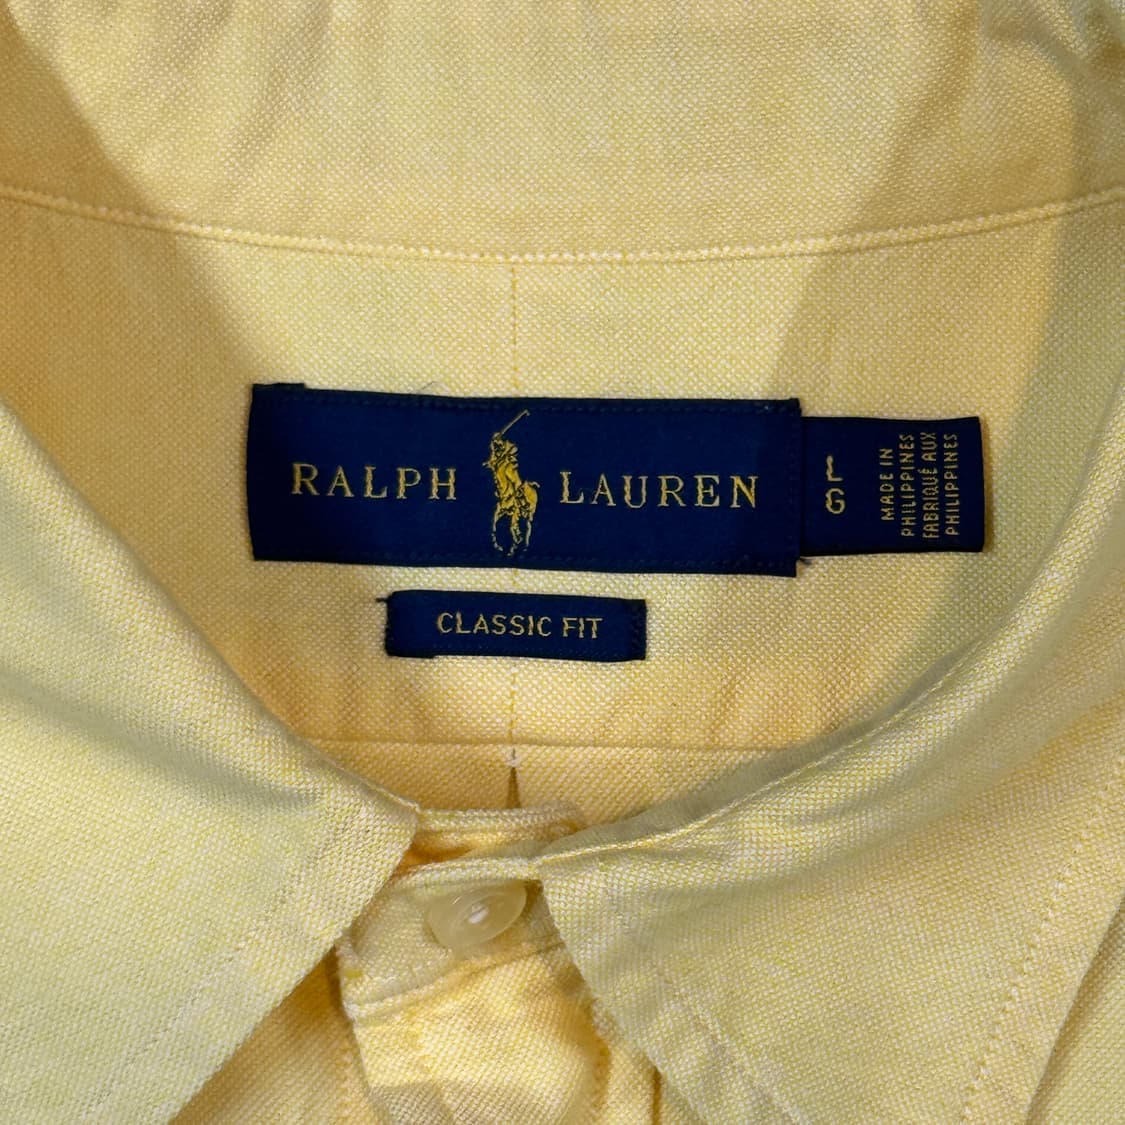 RALPH LAUREN
L
G
MADE IN
PHILIPPINES
FABRIQUÉ AUX
PHILIPPINES
CLASSIC FIT